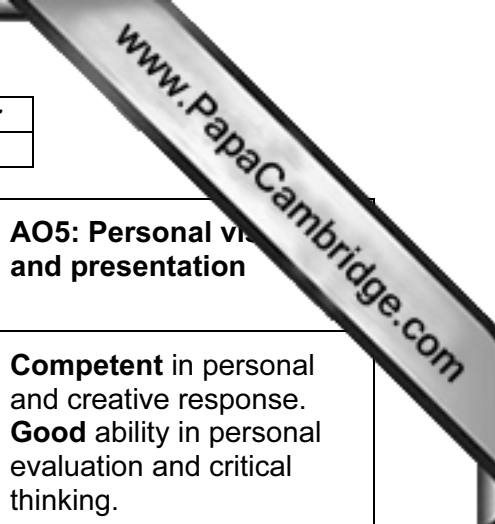 www.PapaCambridge.com
AO5: Personal
and presentation
Competent in personal
and creative response.
Good ability in personal
evaluation and critical
thinking.